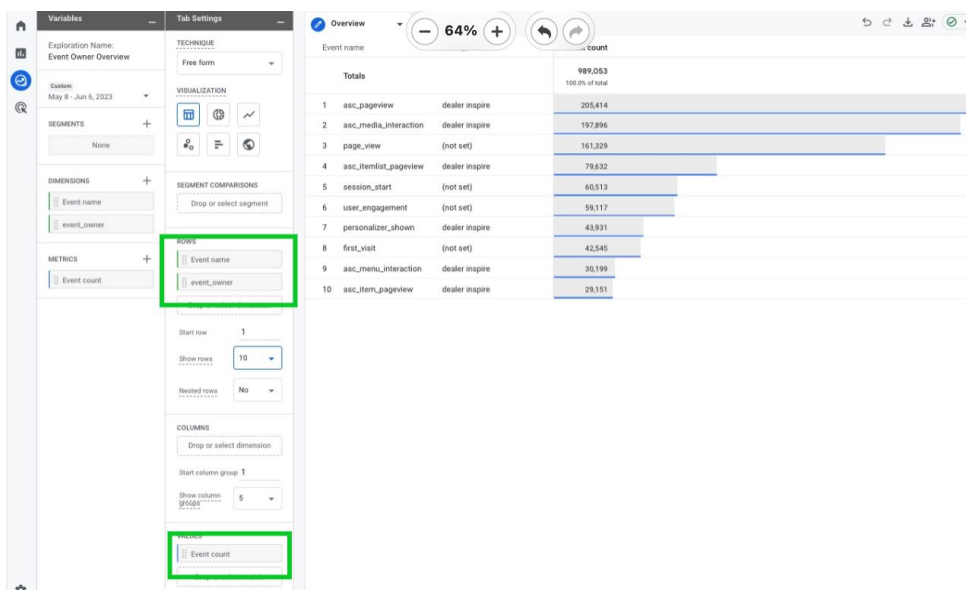 Variables
Exploration Name:
Event Owner Overview
Custom
May 8 - Jun 6, 2023
SEGMENTS
None
DIMENSIONS
Event name
event_owner
METRICS
Event count
Tab Settings
TECHNIQUE
Free form
VISUALIZATION
SEGMENT COMPARISONS
Drop or select segment
ROWS
Event name
event_owner
Start row 1
Show rows 10
Nested rows No
COLUMNS
Drop or select dimension
Start column group 1
Show column groups 5
VALUES
Event count
Overview
64%
Event name count
Totals 989,053
100.0% of total
1 asc_pageview dealer inspire 205,414
2 asc_media_interaction dealer inspire 197,896
3 page_view (not set) 161,329
4 asc_itemlist_pageview dealer inspire 79,632
5 session_start (not set) 60,513
6 user_engagement (not set) 59,117
7 personalizer_shown dealer inspire 43,931
8 first_visit (not set) 42,545
9 asc_menu_interaction dealer inspire 30,199
10 asc_item_pageview dealer inspire 29,151